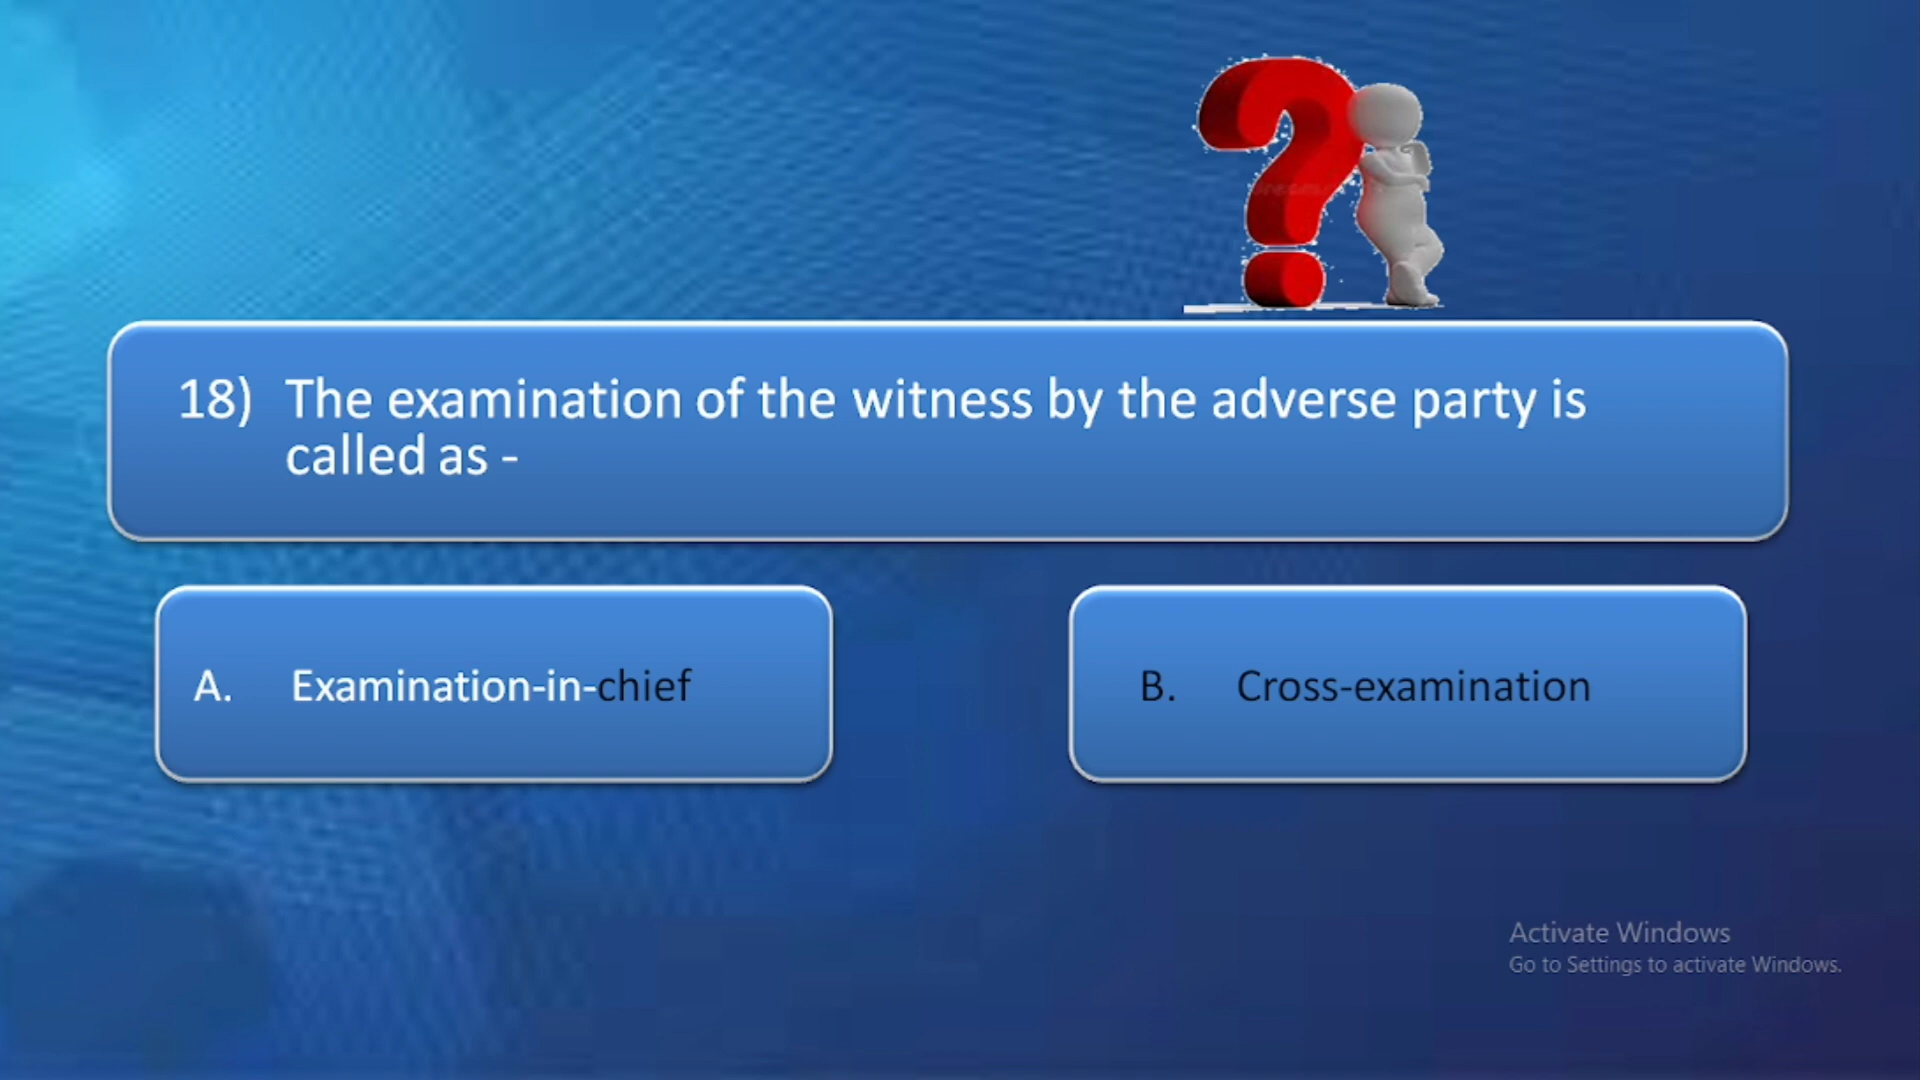 18) The examination of the witness by the adverse party is
called as -
A. Examination-in-chief
B. Cross-examination
Activate Windows
Go to Settings to activate Windows.